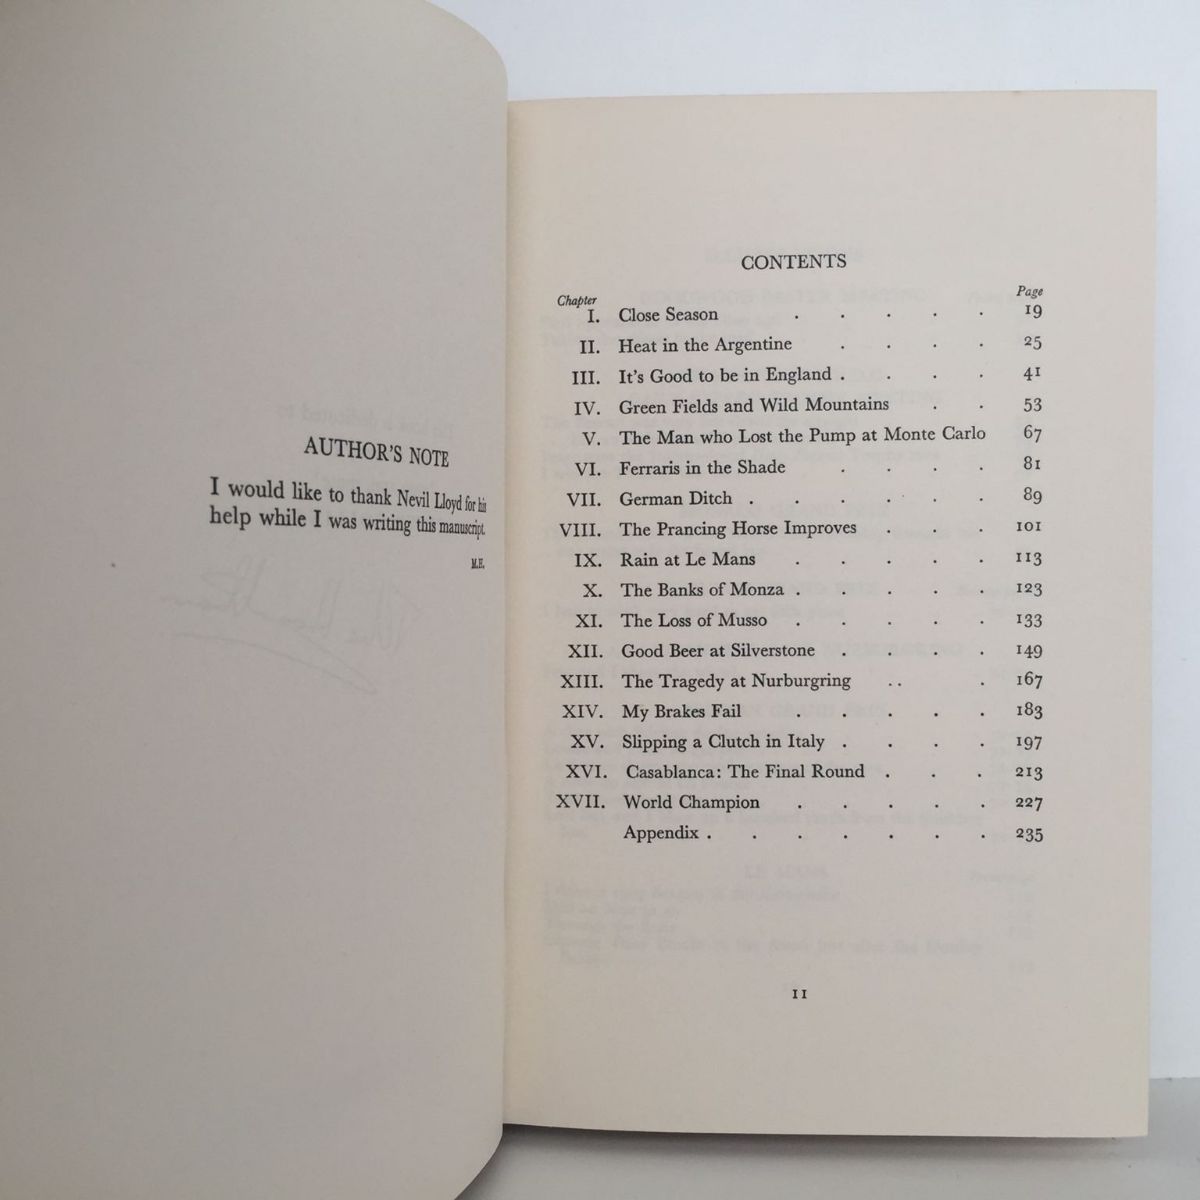 AUTHOR'S NOTE
I would like to thank Nevil Lloyd for his
help while I was writing this manuscript.
M.H.
CONTENTS
Chapter Page
I. Close Season . . . . . 19
II. Heat in the Argentine . . . . 25
III. It's Good to be in England . . . . 41
IV. Green Fields and Wild Mountains . . 53
V. The Man who Lost the Pump at Monte Carlo 67
VI. Ferraris in the Shade . . . . 81
VII. German Ditch . . . . . . 89
VIII. The Prancing Horse Improves . . . 101
IX. Rain at Le Mans . . . . . 113
X. The Banks of Monza . . . . . 123
XI. The Loss of Musso . . . . . 133
XII. Good Beer at Silverstone . . . . 149
XIII. The Tragedy at Nurburgring . . . 167
XIV. My Brakes Fail . . . . . 183
XV. Slipping a Clutch in Italy . . . . 197
XVI. Casablanca: The Final Round . . . 213
XVII. World Champion . . . . . 227
Appendix . . . . . . . 235
11